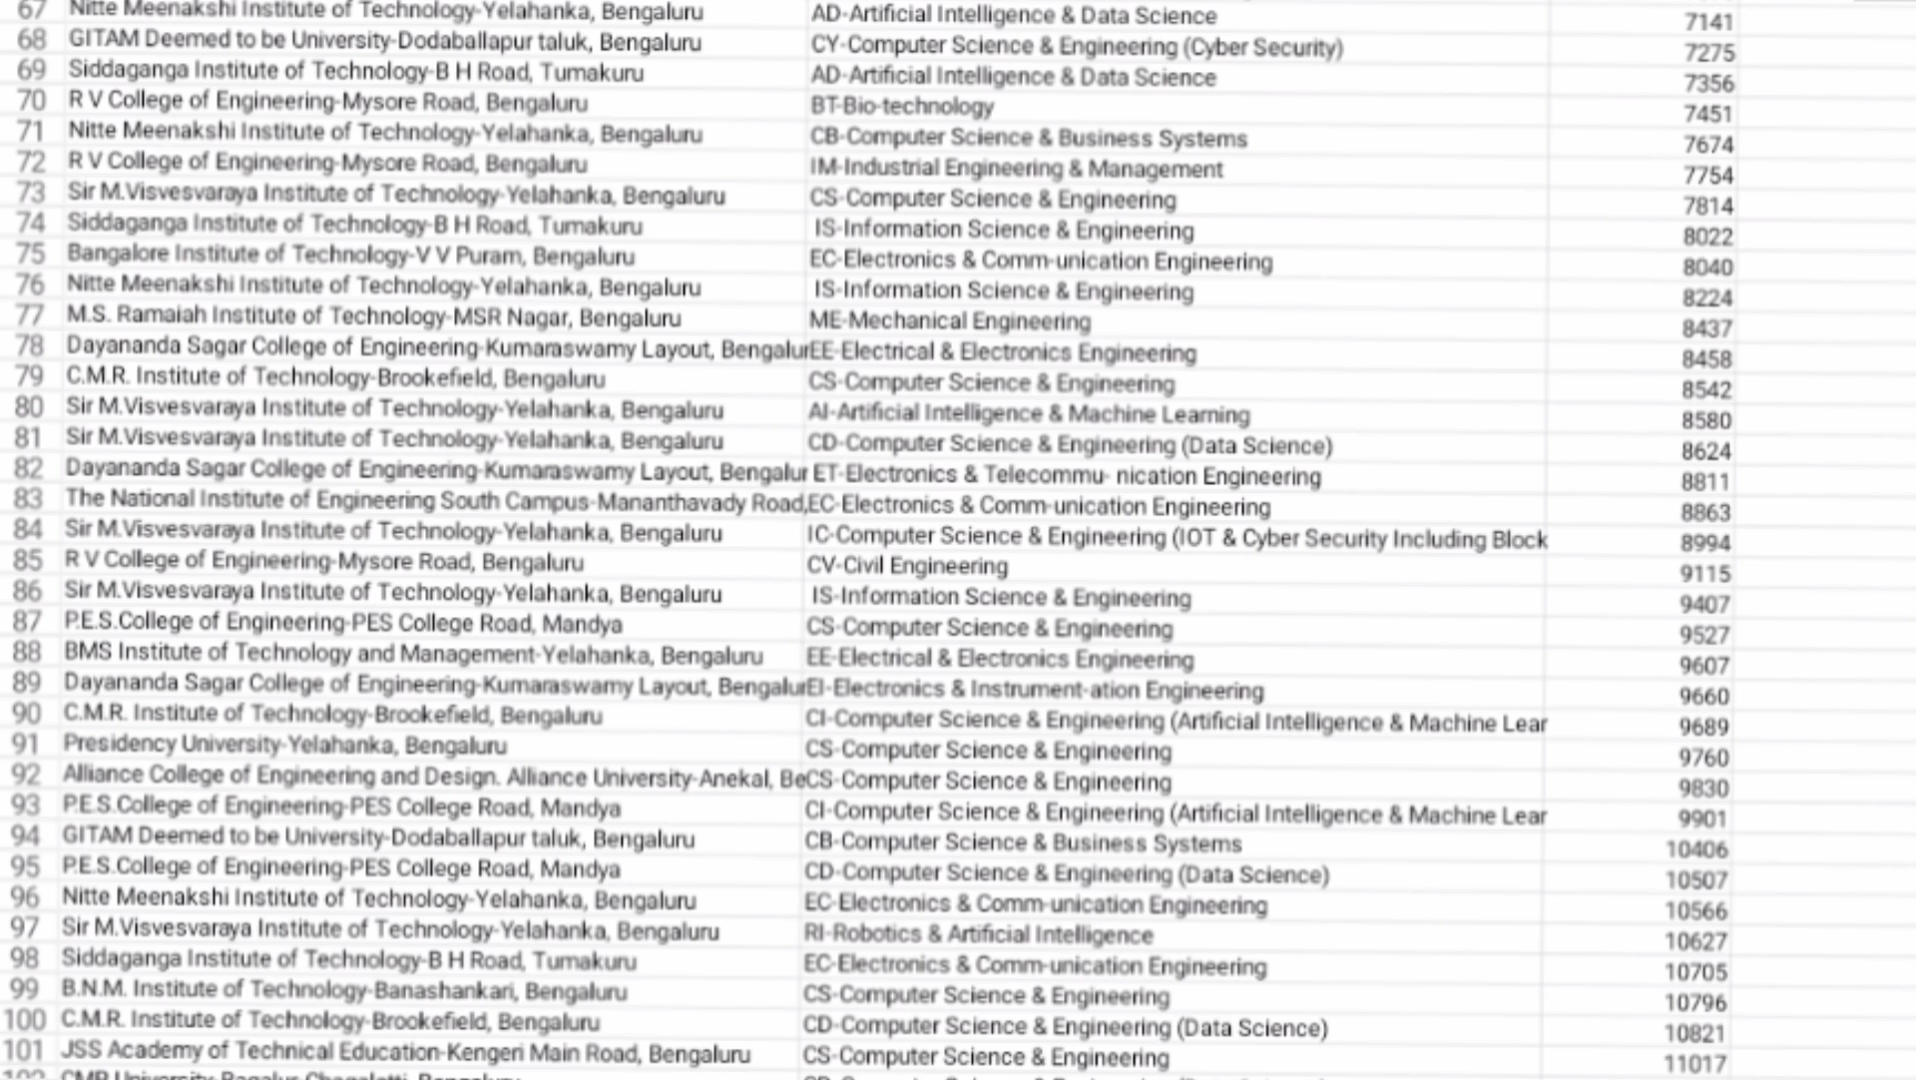 67 Nitte Meenakshi Institute of Technology-Yelahanka, Bengaluru AD-Artificial Intelligence & Data Science 7141
68 GITAM Deemed to be University-Dodaballapur taluk, Bengaluru CY-Computer Science & Engineering (Cyber Security) 7275
69 Siddaganga Institute of Technology-B H Road, Tumakuru AD-Artificial Intelligence & Data Science 7356
70 R V College of Engineering-Mysore Road, Bengaluru BT-Bio-technology 7451
71 Nitte Meenakshi Institute of Technology-Yelahanka, Bengaluru CB-Computer Science & Business Systems 7674
72 R V College of Engineering-Mysore Road, Bengaluru IM-Industrial Engineering & Management 7754
73 Sir M.Visvesvaraya Institute of Technology-Yelahanka, Bengaluru CS-Computer Science & Engineering 7814
74 Siddaganga Institute of Technology-B H Road, Tumakuru IS-Information Science & Engineering 8022
75 Bangalore Institute of Technology-V V Puram, Bengaluru EC-Electronics & Comm-unication Engineering 8040
76 Nitte Meenakshi Institute of Technology-Yelahanka, Bengaluru IS-Information Science & Engineering 8224
77 M.S. Ramaiah Institute of Technology-MSR Nagar, Bengaluru ME-Mechanical Engineering 8437
78 Dayananda Sagar College of Engineering-Kumaraswamy Layout, Bengalur EE-Electrical & Electronics Engineering 8458
79 C.M.R. Institute of Technology-Brookefield, Bengaluru CS-Computer Science & Engineering 8542
80 Sir M.Visvesvaraya Institute of Technology-Yelahanka, Bengaluru AI-Artificial Intelligence & Machine Learning 8580
81 Sir M.Visvesvaraya Institute of Technology-Yelahanka, Bengaluru CD-Computer Science & Engineering (Data Science) 8624
82 Dayananda Sagar College of Engineering-Kumaraswamy Layout, Bengalur ET-Electronics & Telecommu- nication Engineering 8811
83 The National Institute of Engineering South Campus-Mananthavady Road, EC-Electronics & Comm-unication Engineering 8863
84 Sir M.Visvesvaraya Institute of Technology-Yelahanka, Bengaluru IC-Computer Science & Engineering (IOT & Cyber Security Including Block 8994
85 R V College of Engineering-Mysore Road, Bengaluru CV-Civil Engineering 9115
86 Sir M.Visvesvaraya Institute of Technology-Yelahanka, Bengaluru IS-Information Science & Engineering 9407
87 P.E.S.College of Engineering-PES College Road, Mandya CS-Computer Science & Engineering 9527
88 BMS Institute of Technology and Management-Yelahanka, Bengaluru EE-Electrical & Electronics Engineering 9607
89 Dayananda Sagar College of Engineering-Kumaraswamy Layout, Bengalur EI-Electronics & Instrument-ation Engineering 9660
90 C.M.R. Institute of Technology-Brookefield, Bengaluru CI-Computer Science & Engineering (Artificial Intelligence & Machine Lear 9689
91 Presidency University-Yelahanka, Bengaluru CS-Computer Science & Engineering 9760
92 Alliance College of Engineering and Design. Alliance University-Anekal, Be CS-Computer Science & Engineering 9830
93 P.E.S.College of Engineering-PES College Road, Mandya CI-Computer Science & Engineering (Artificial Intelligence & Machine Lear 9901
94 GITAM Deemed to be University-Dodaballapur taluk, Bengaluru CB-Computer Science & Business Systems 10406
95 P.E.S.College of Engineering-PES College Road, Mandya CD-Computer Science & Engineering (Data Science) 10507
96 Nitte Meenakshi Institute of Technology-Yelahanka, Bengaluru EC-Electronics & Comm-unication Engineering 10566
97 Sir M.Visvesvaraya Institute of Technology-Yelahanka, Bengaluru RI-Robotics & Artificial Intelligence 10627
98 Siddaganga Institute of Technology-B H Road, Tumakuru EC-Electronics & Comm-unication Engineering 10705
99 B.N.M. Institute of Technology-Banashankari, Bengaluru CS-Computer Science & Engineering 10796
100 C.M.R. Institute of Technology-Brookefield, Bengaluru CD-Computer Science & Engineering (Data Science) 10821
101 JSS Academy of Technical Education-Kengeri Main Road, Bengaluru CS-Computer Science & Engineering 11017